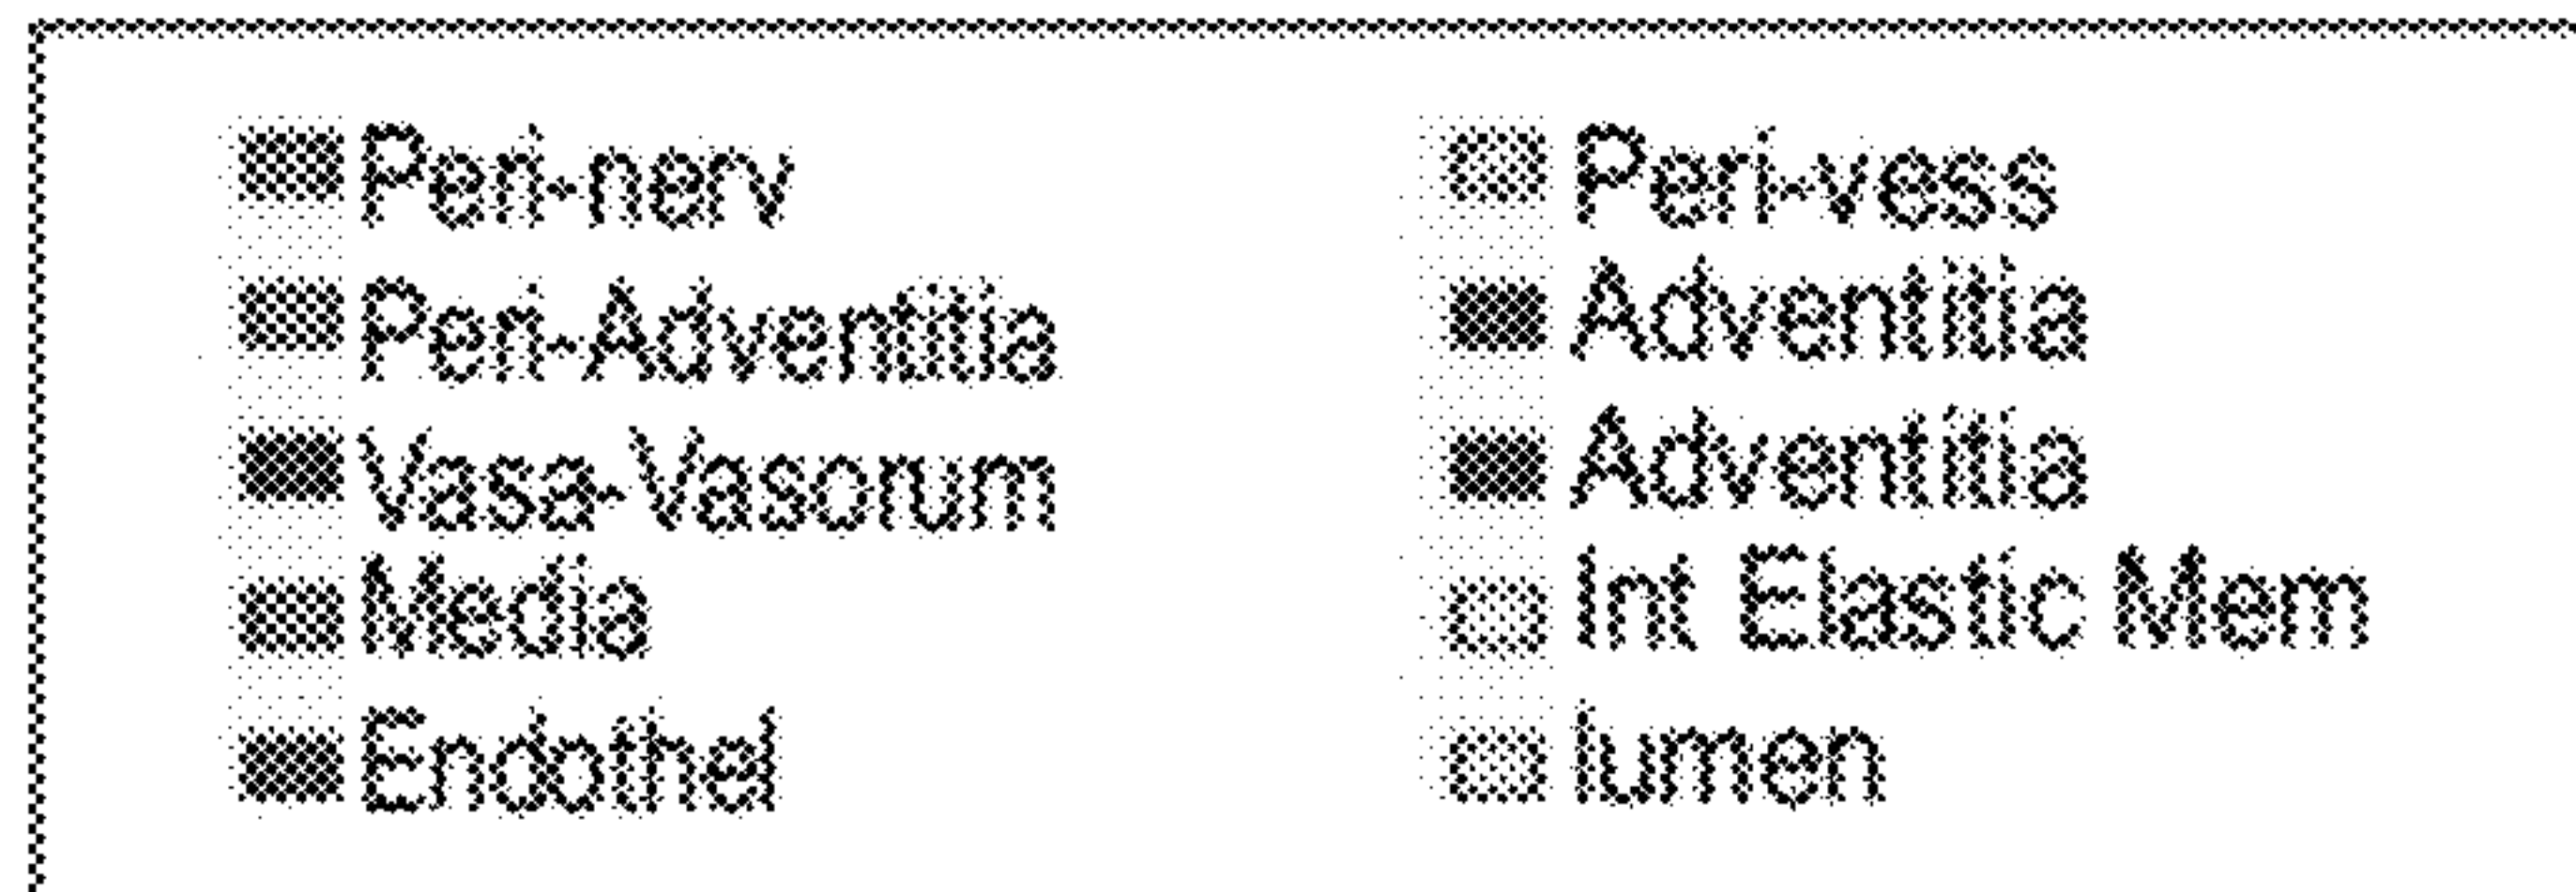 Peri-nerv
Peri-vess
Peri-Adventitia
Adventitia
Vasa-Vasorum
Adventitia
Media
Int Elastic Mem
Endothel
lumen